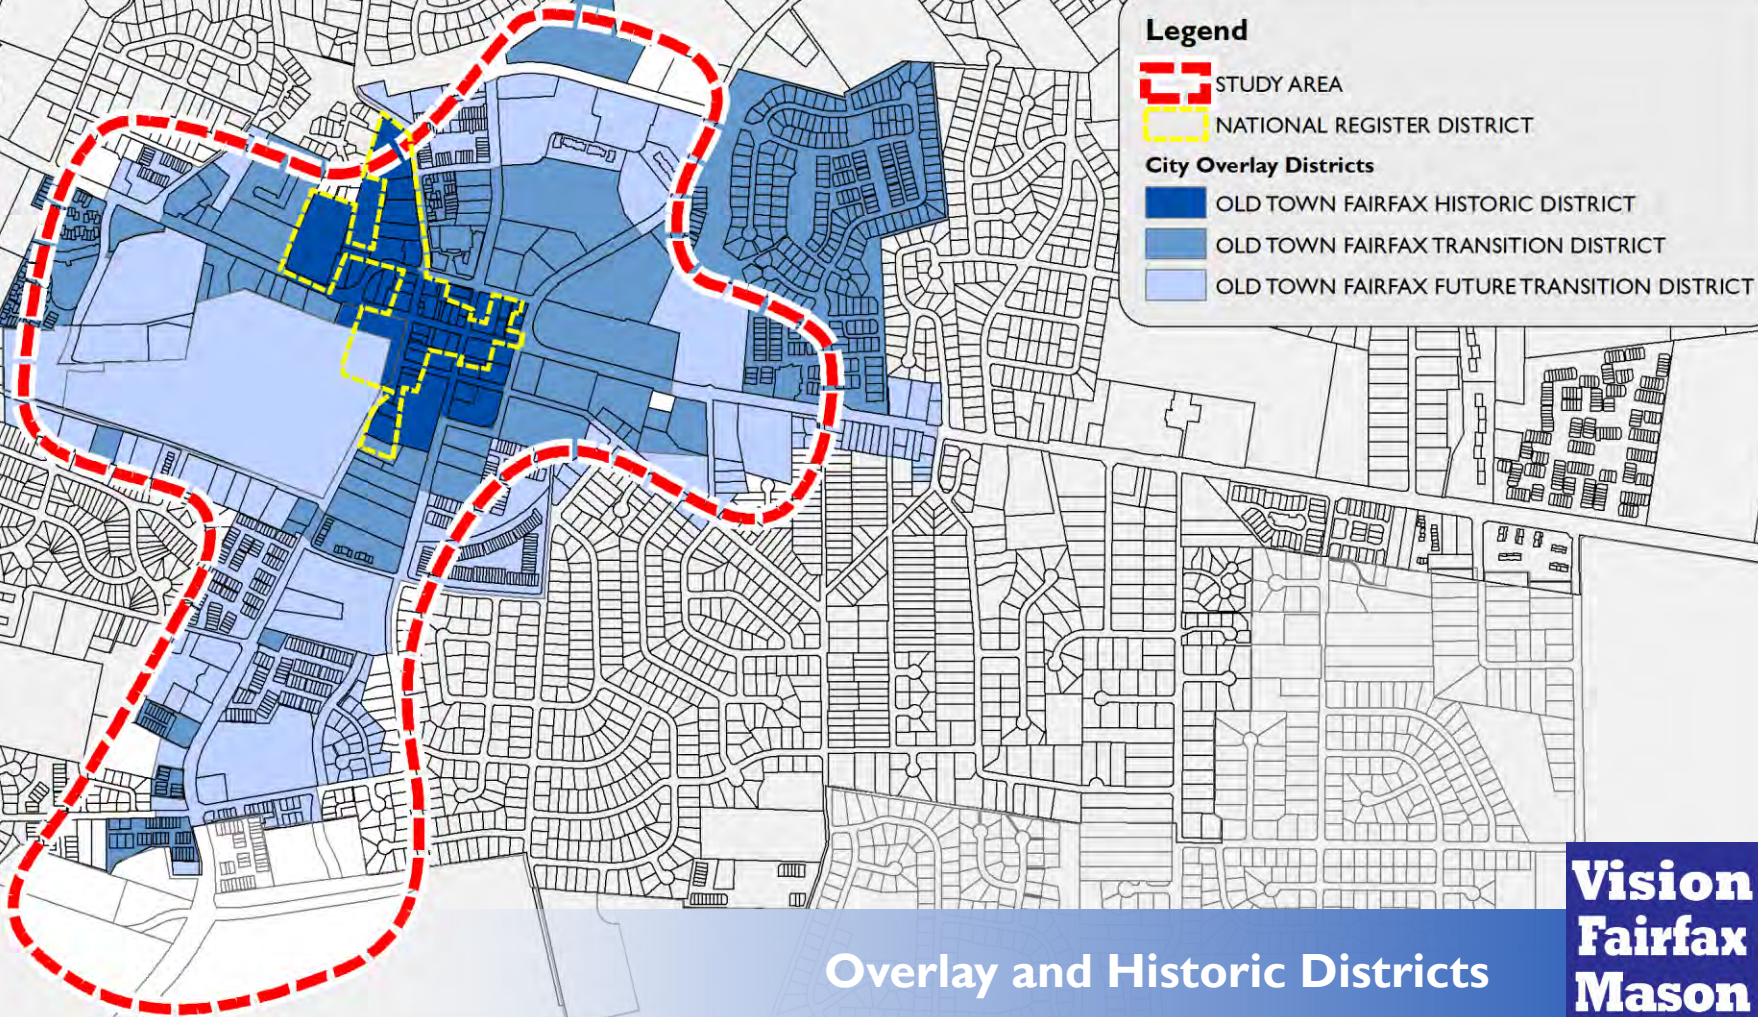 Legend
STUDY AREA
NATIONAL REGISTER DISTRICT
City Overlay Districts
OLD TOWN FAIRFAX HISTORIC DISTRICT
OLD TOWN FAIRFAX TRANSITION DISTRICT
OLD TOWN FAIRFAX FUTURE TRANSITION DISTRICT
Overlay and Historic Districts
Vision
Fairfax
Mason